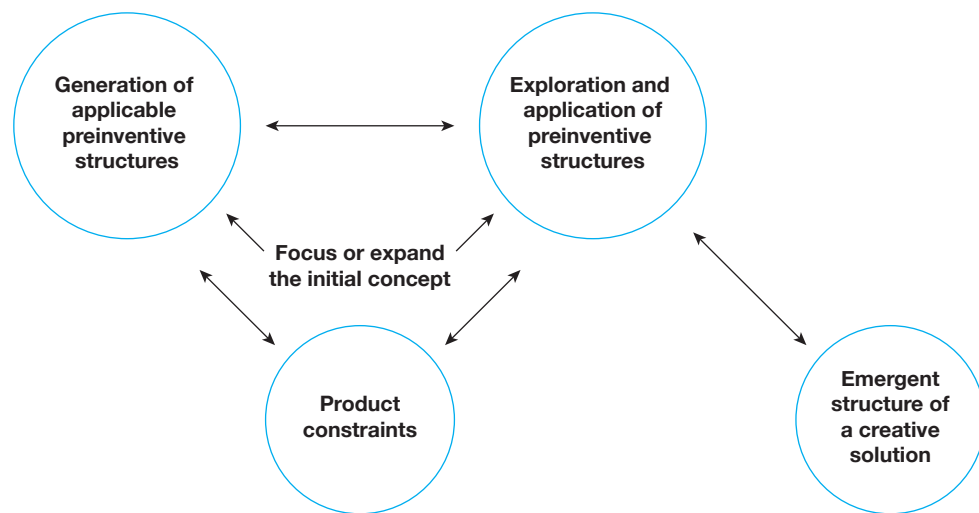 Generation of
applicable
preinventive
structures
Exploration and
application of
preinventive
structures
Focus or expand
the initial concept
Product
constraints
Emergent
structure of
a creative
solution